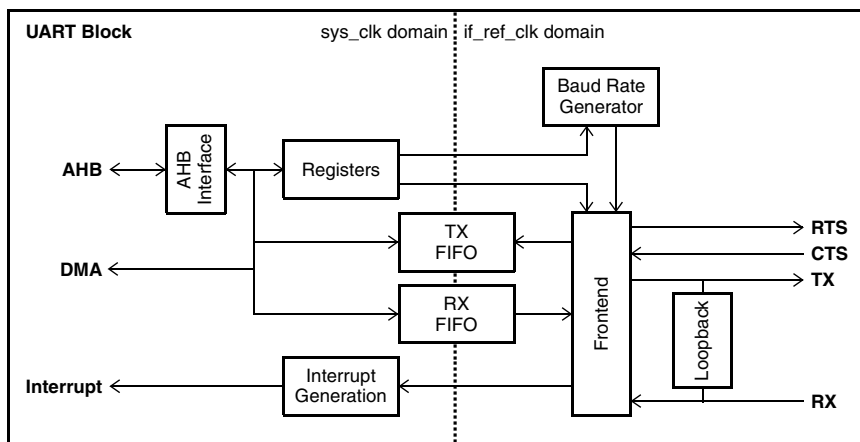 UART Block
sys_clk domain
if_ref_clk domain
Baud Rate
Generator
AHB
AHB
Interface
Registers
TX
FIFO
RTS
CTS
DMA
TX
RX
FIFO
Frontend
Loopback
Interrupt
Interrupt
Generation
RX